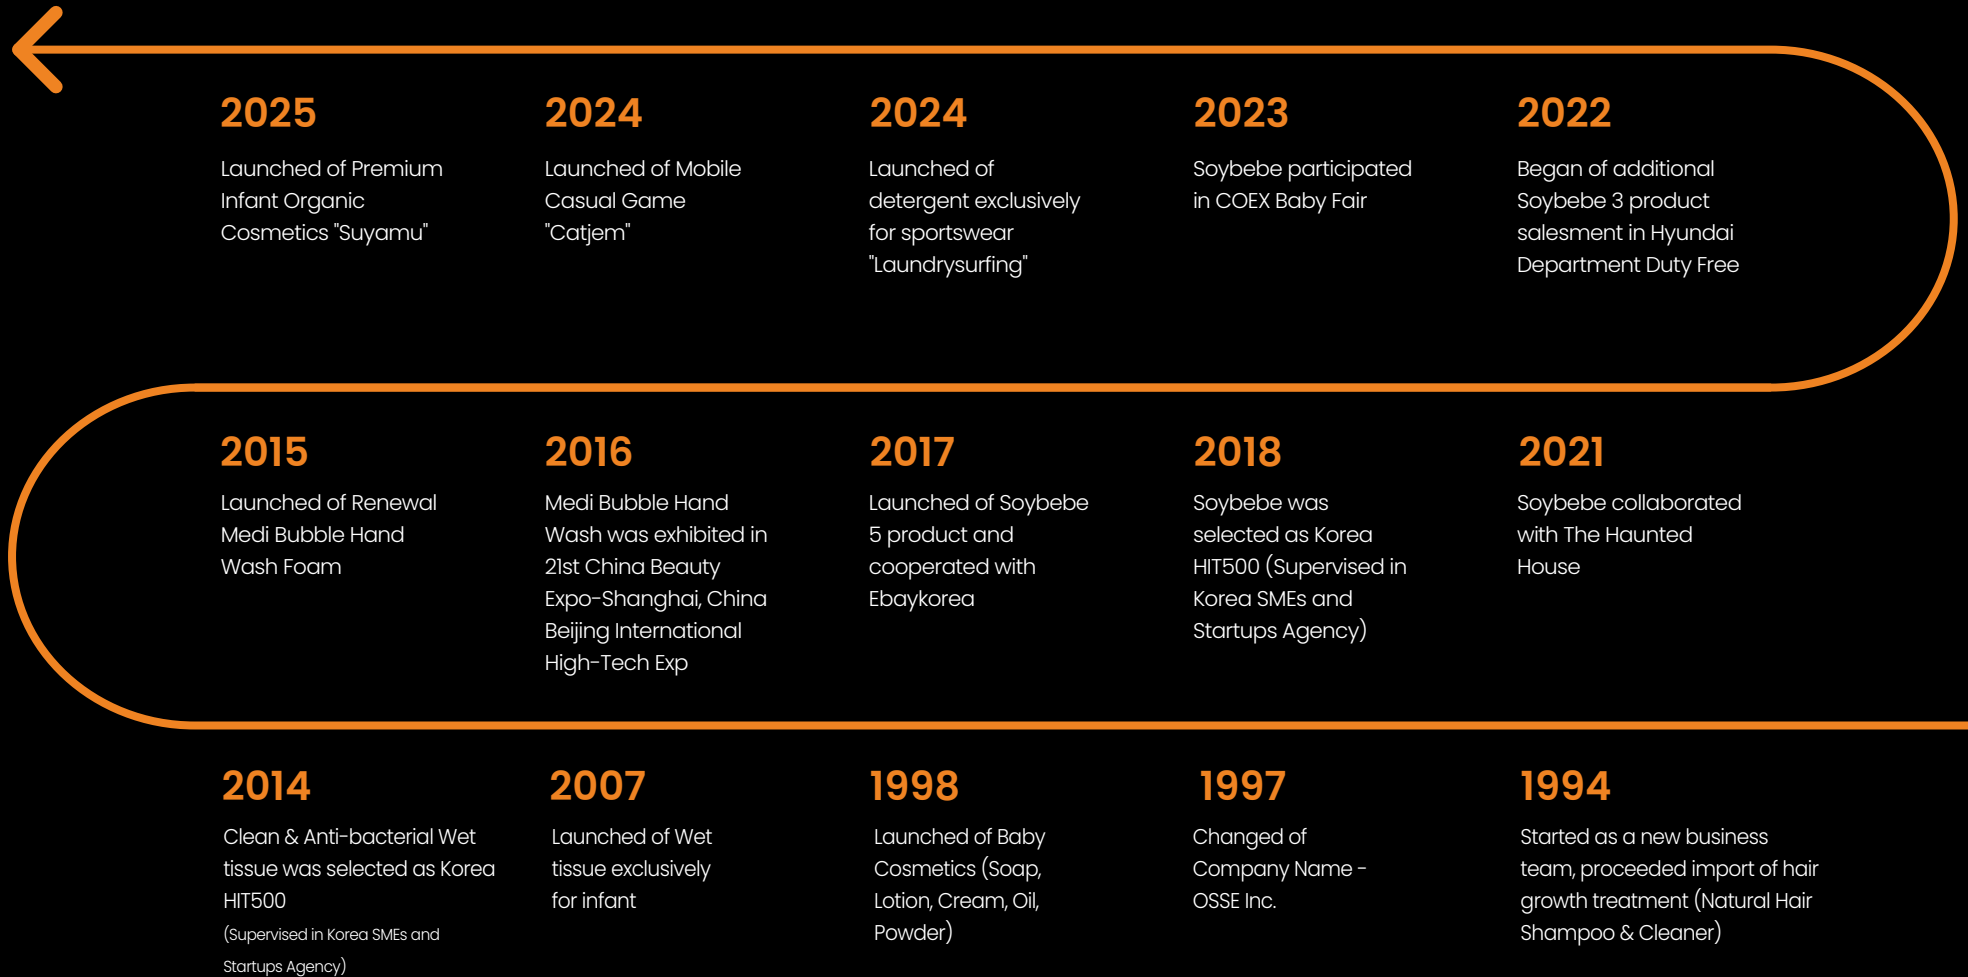 2025
Launched of Premium
Infant Organic
Cosmetics "Suyamu"
2024
Launched of Mobile
Casual Game
"Catjem"
2024
Launched of
detergent exclusively
for sportswear
"Laundrysurfing"
2023
Soybebe participated
in COEX Baby Fair
2022
Began of additional
Soybebe 3 product
salesment in Hyundai
Department Duty Free
2015
Launched of Renewal
Medi Bubble Hand
Wash Foam
2016
Medi Bubble Hand
Wash was exhibited in
21st China Beauty
Expo-Shanghai, China
Beijing International
High-Tech Exp
2017
Launched of Soybebe
5 product and
cooperated with
Ebaykorea
2018
Soybebe was
selected as Korea
HIT500 (Supervised in
Korea SMEs and
Startups Agency)
2021
Soybebe collaborated
with The Haunted
House
2014
Clean & Anti-bacterial Wet
tissue was selected as Korea
HIT500
(Supervised in Korea SMEs and
Startups Agency)
2007
Launched of Wet
tissue exclusively
for infant
1998
Launched of Baby
Cosmetics (Soap,
Lotion, Cream, Oil,
Powder)
1997
Changed of
Company Name -
OSSE Inc.
1994
Started as a new business
team, proceeded import of hair
growth treatment (Natural Hair
Shampoo & Cleaner)